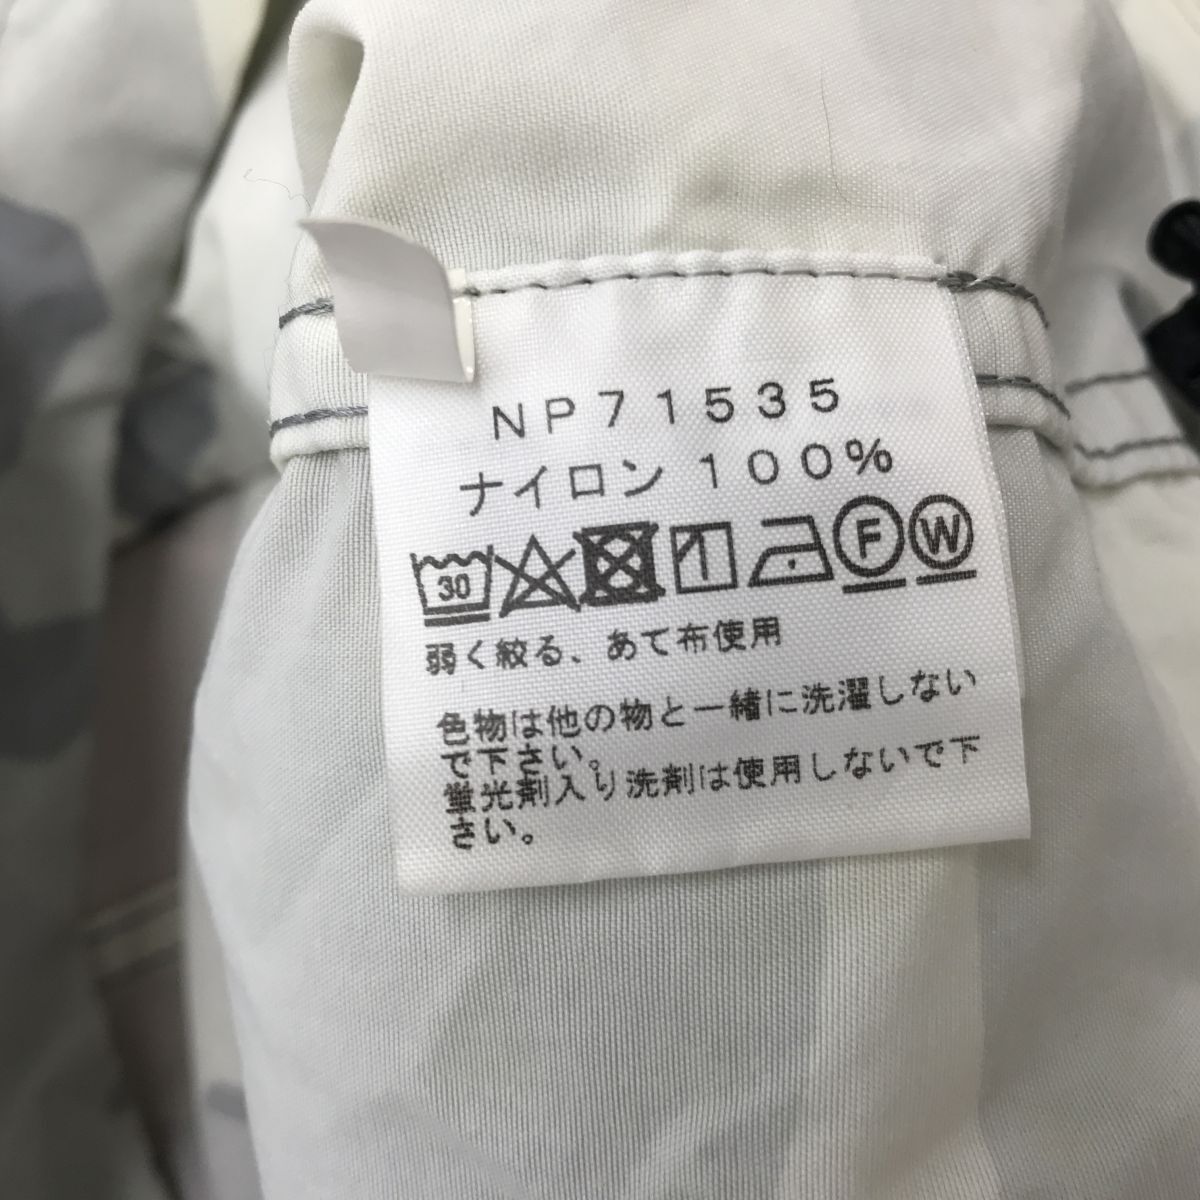 NP71535
ナイロン100%
30 F W
弱く絞る、あて布使用
色物は他の物と一緒に洗濯しない
で下さい。
蛍光剤入り洗剤は使用しないで下
さい。